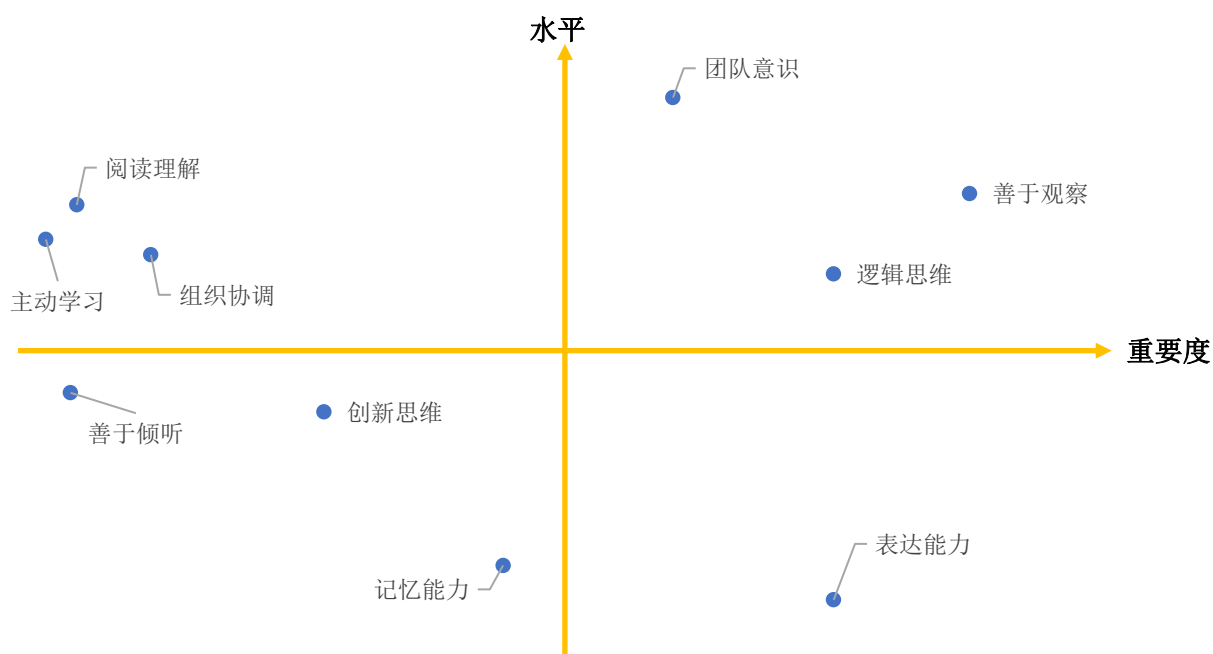 水平
团队意识
阅读理解
善于观察
逻辑思维
主动学习
组织协调
重要度
创新思维
善于倾听
表达能力
记忆能力